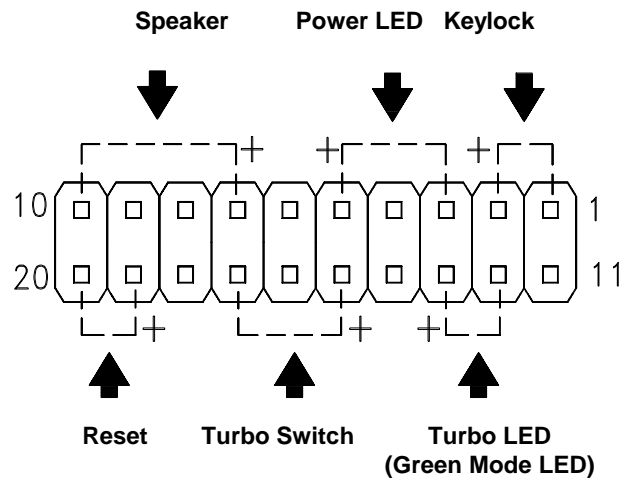 Speaker Power LED Keylock
+ + +
10 1
20 11
+ + +
Reset Turbo Switch Turbo LED
(Green Mode LED)